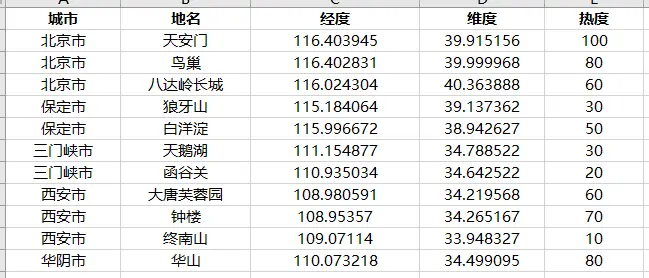 城市 地名 经度 维度 热度
北京市 天安门 116.403945 39.915156 100
北京市 鸟巢 116.402831 39.999968 80
北京市 八达岭长城 116.024304 40.363888 60
保定市 狼牙山 115.184064 39.137362 30
保定市 白洋淀 115.996672 38.942627 50
三门峡市 天鹅湖 111.154877 34.788522 30
三门峡市 函谷关 110.935034 34.642522 20
西安市 大唐芙蓉园 108.980591 34.219568 60
西安市 钟楼 108.95357 34.265167 70
西安市 终南山 109.07114 33.948327 10
华阴市 华山 110.073218 34.499095 80